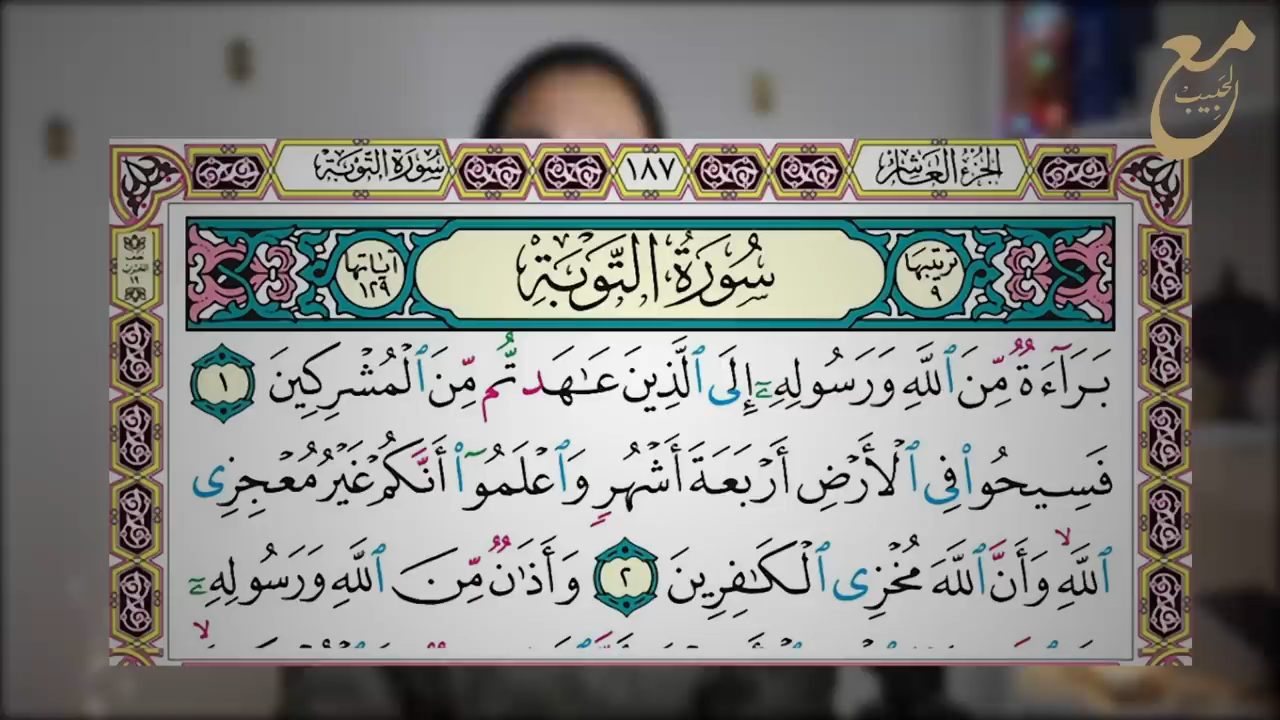 مع
الحبيب
الجزء العاشر
١٨٧
سورة التوبة
ترتيبها
٩
سُورَةُ التَّوْبَةِ
آياتها
١٢٩
بَرَآءَةٌ مِّنَ ٱللَّهِ وَرَسُولِهِۦٓ إِلَى ٱلَّذِينَ عَـٰهَدتُّم مِّنَ ٱلْمُشْرِكِينَ ١
فَسِيحُوا۟ فِى ٱلْأَرْضِ أَرْبَعَةَ أَشْهُرٍ وَٱعْلَمُوٓا۟ أَنَّكُمْ غَيْرُ مُعْجِزِى
ٱللَّهِ ۙ وَأَنَّ ٱللَّهَ مُخْزِى ٱلْكَـٰفِرِينَ ٢ وَأَذَٰنٌ مِّنَ ٱللَّهِ وَرَسُولِهِۦٓ